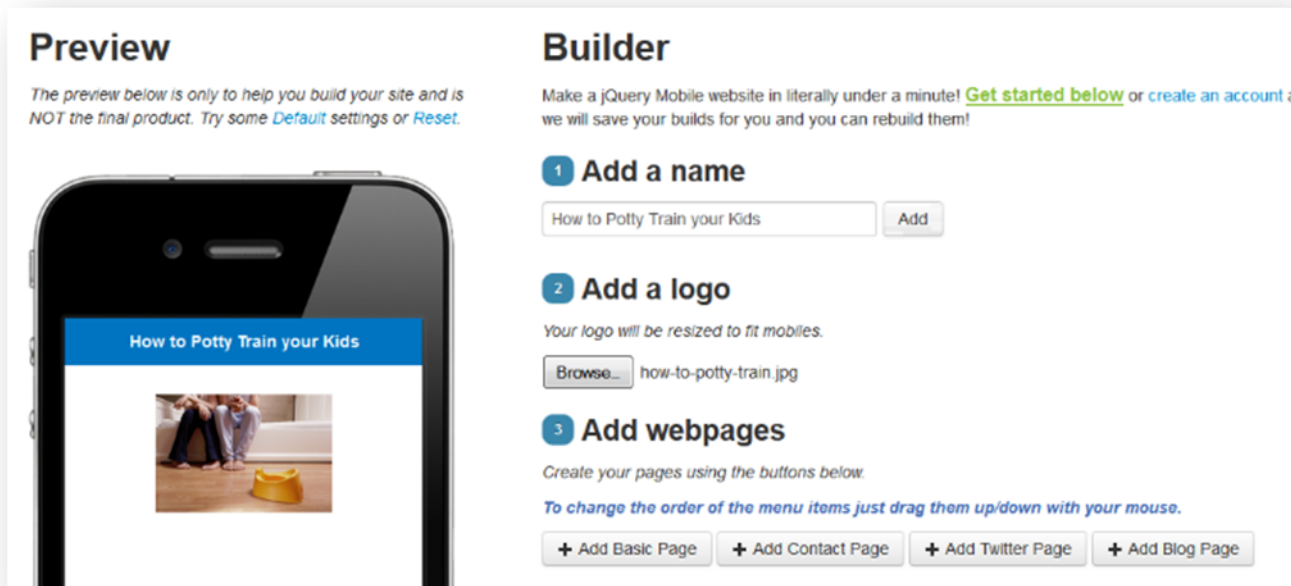 Preview
The preview below is only to help you build your site and is
NOT the final product. Try some Default settings or Reset.
How to Potty Train your Kids
Builder
Make a jQuery Mobile website in literally under a minute! Get started below or create an account
we will save your builds for you and you can rebuild them!
1 Add a name
How to Potty Train your Kids Add
2 Add a logo
Your logo will be resized to fit mobiles.
Browse... how-to-potty-train.jpg
3 Add webpages
Create your pages using the buttons below.
To change the order of the menu items just drag them up/down with your mouse.
+ Add Basic Page + Add Contact Page + Add Twitter Page + Add Blog Page